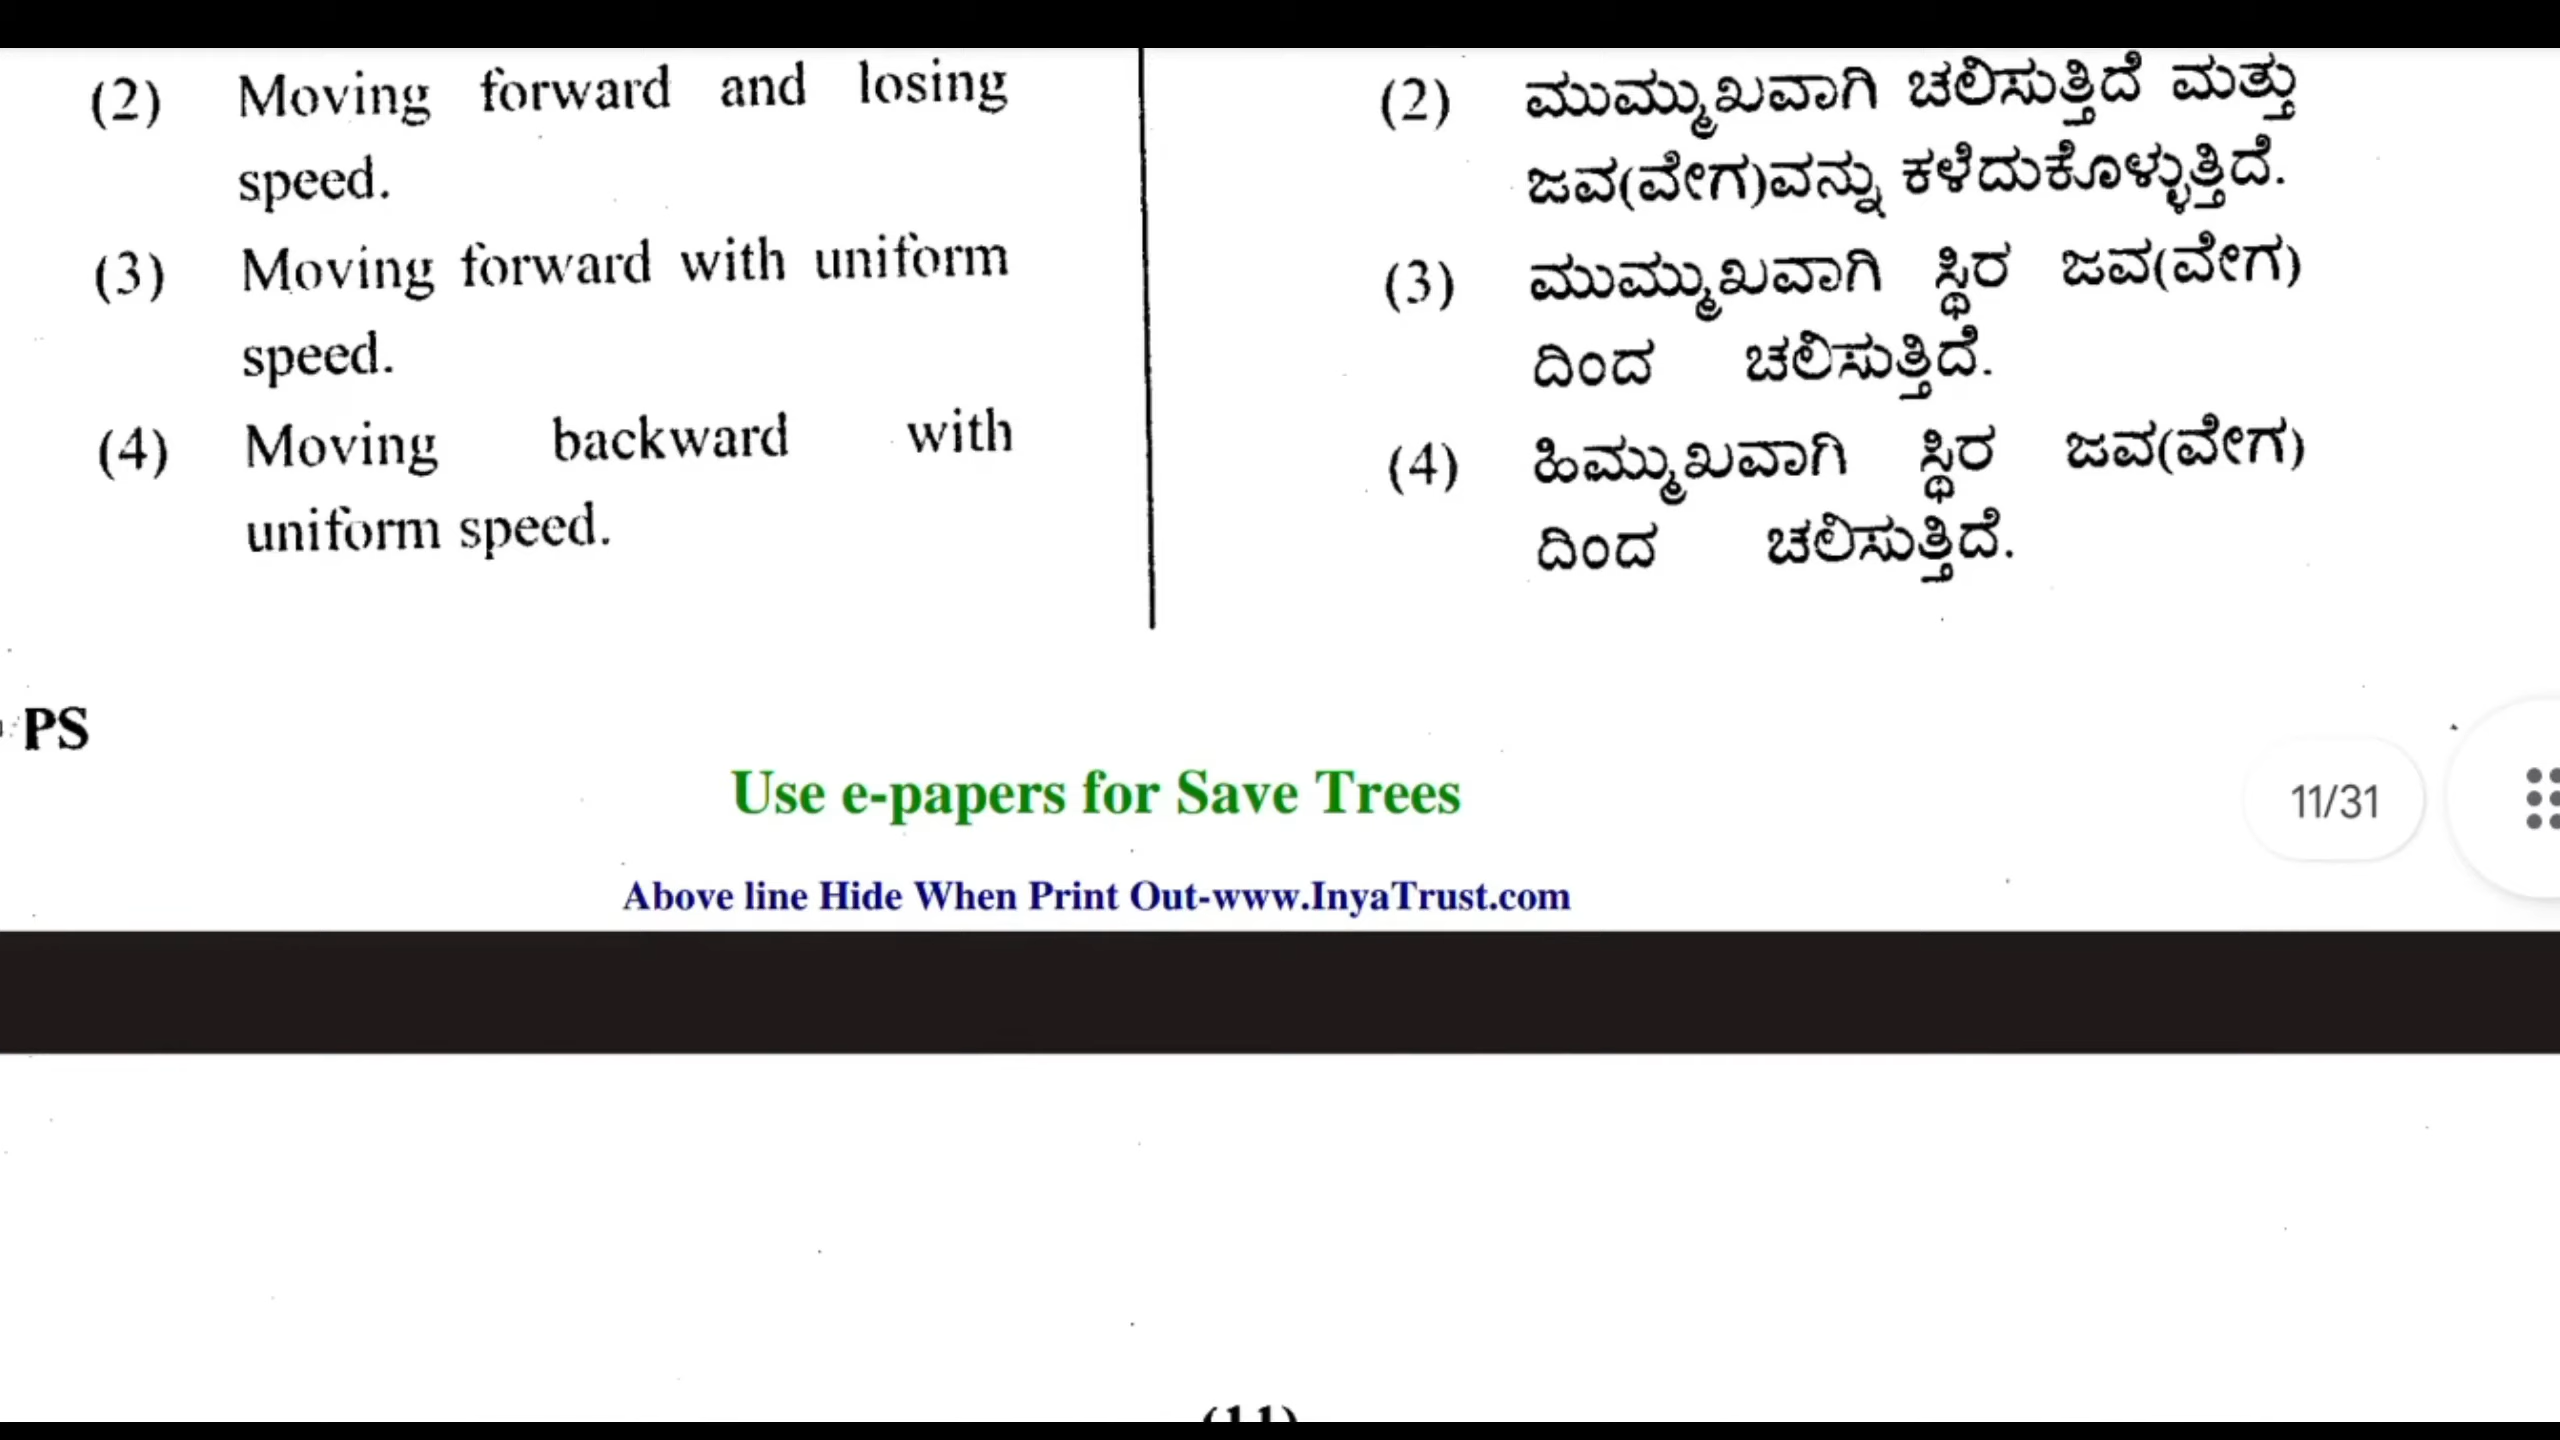 (2) Moving forward and losing
speed.
(3) Moving forward with uniform
speed.
(4) Moving backward with
uniform speed.
(2) ಮುಮ್ಮುಖವಾಗಿ ಚಲಿಸುತ್ತಿದೆ ಮತ್ತು
ಜವ(ವೇಗ)ವನ್ನು ಕಳೆದುಕೊಳ್ಳುತ್ತಿದೆ.
(3) ಮುಮ್ಮುಖವಾಗಿ ಸ್ಥಿರ ಜವ(ವೇಗ)
ದಿಂದ ಚಲಿಸುತ್ತಿದೆ.
(4) ಹಿಮ್ಮುಖವಾಗಿ ಸ್ಥಿರ ಜವ(ವೇಗ)
ದಿಂದ ಚಲಿಸುತ್ತಿದೆ.
PS
Use e-papers for Save Trees
11/31
Above line Hide When Print Out-www.InyaTrust.com
(11)